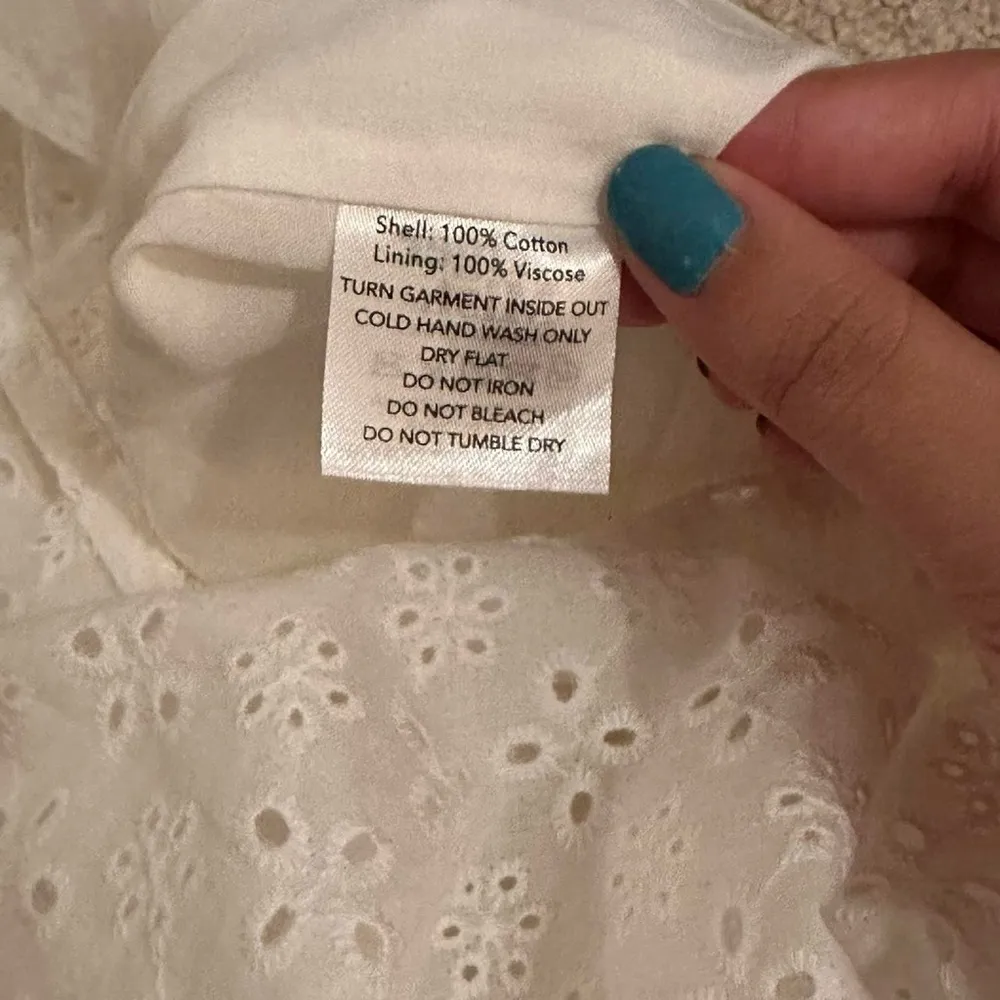 Shell: 100% Cotton
Lining: 100% Viscose
TURN GARMENT INSIDE OUT
COLD HAND WASH ONLY
DRY FLAT
DO NOT IRON
DO NOT BLEACH
DO NOT TUMBLE DRY